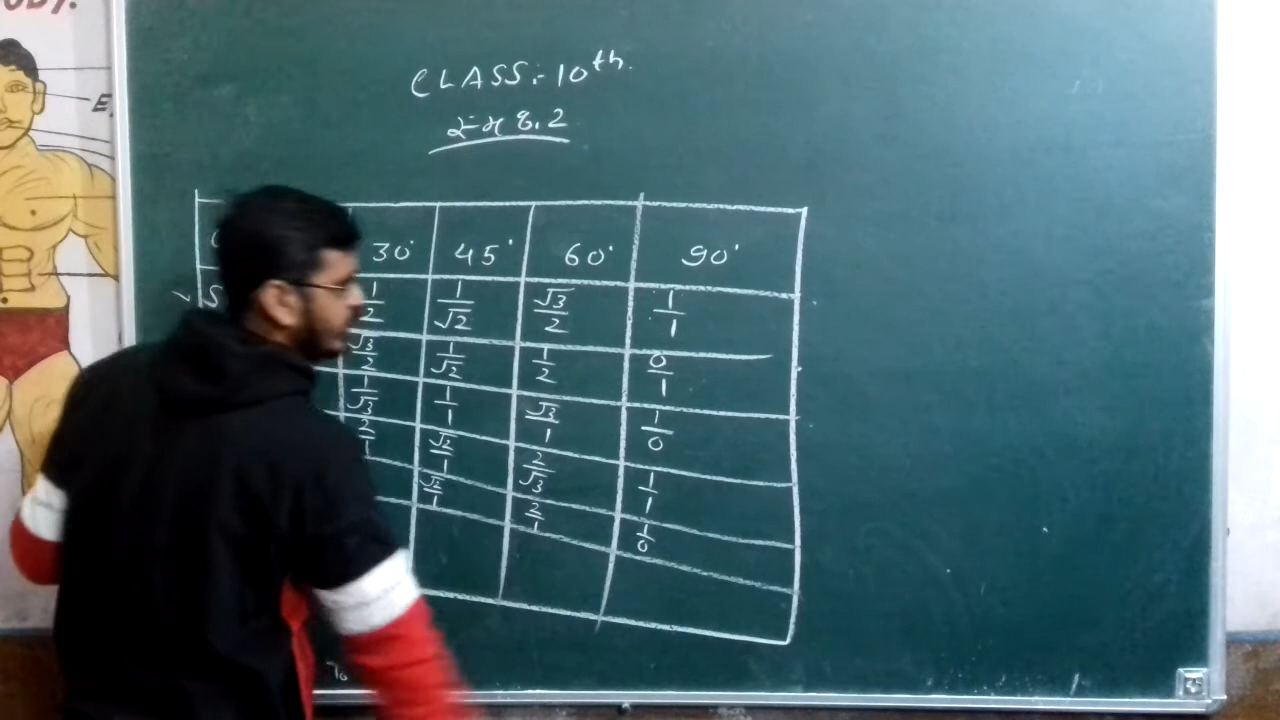 CLASS:- 10th.
Ex 8.2
30° 45° 60° 90°
S 1/2 1/√2 √3/2 1/1
√3/2 1/√2 1/2 0/1
1/√3 1/1 √3/1 1/0
2/1 √2/1 2/√3 1/1
√2/1 2/1 1/0